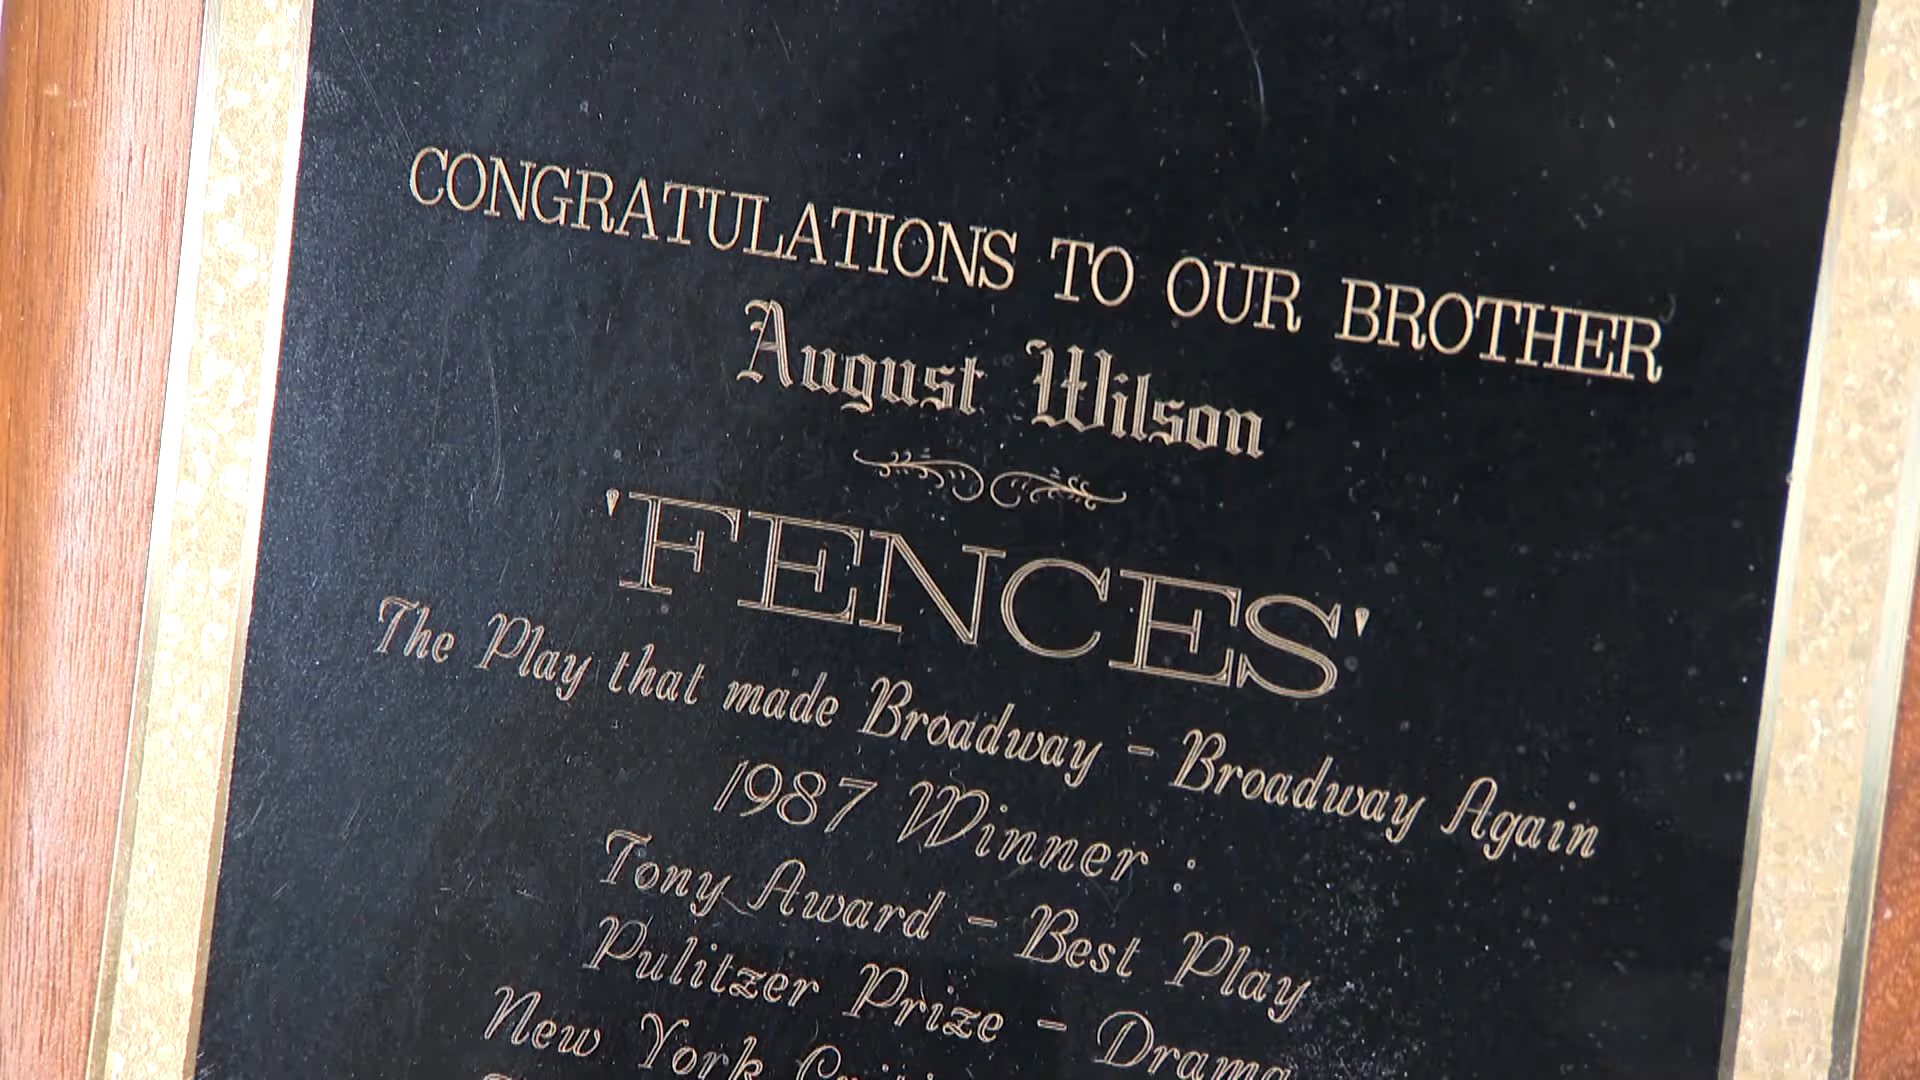 CONGRATULATIONS TO OUR BROTHER
August Wilson
'FENCES'
The Play that made Broadway - Broadway Again
1987 Winner :
Tony Award - Best Play
Pulitzer Prize - Drama
New York